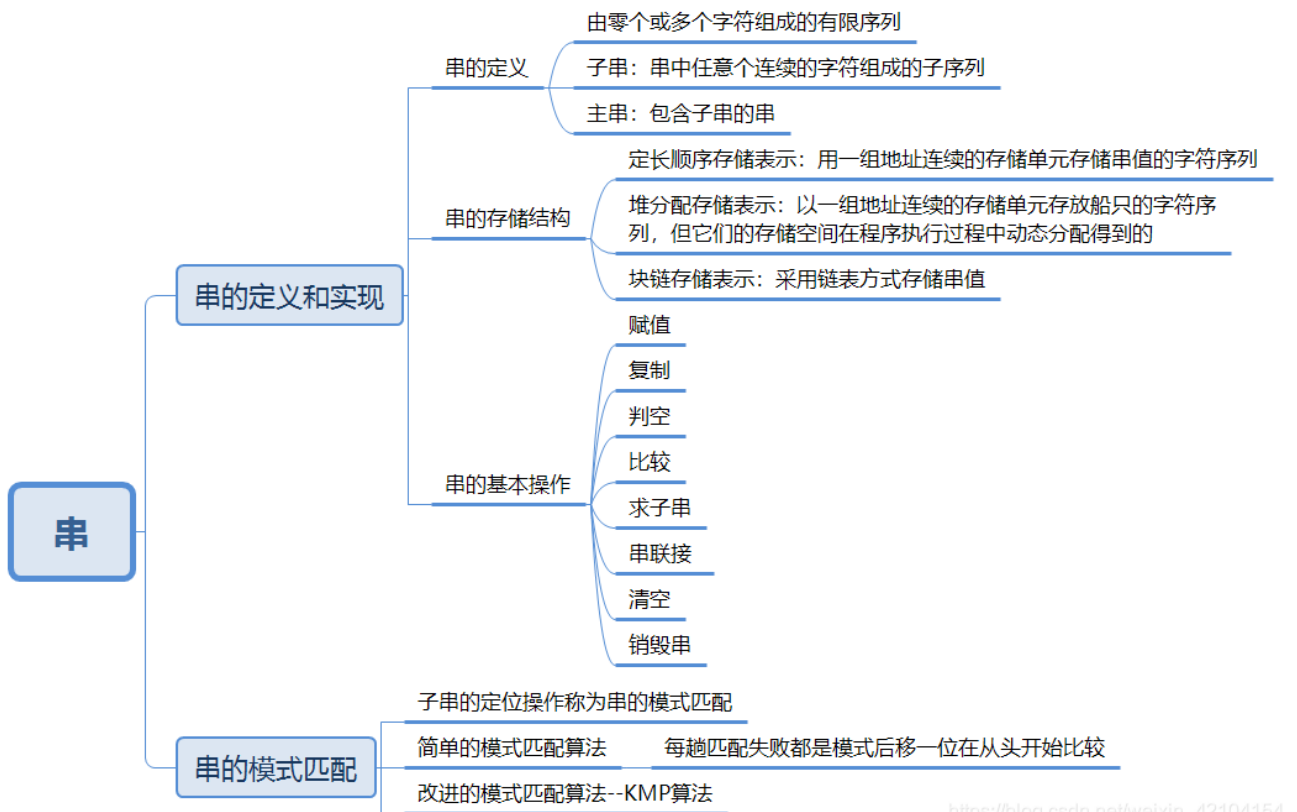 串
串的定义和实现
串的定义
由零个或多个字符组成的有限序列
子串：串中任意个连续的字符组成的子序列
主串：包含子串的串
串的存储结构
定长顺序存储表示：用一组地址连续的存储单元存储串值的字符序列
堆分配存储表示：以一组地址连续的存储单元存放船只的字符序
列，但它们的存储空间在程序执行过程中动态分配得到的
块链存储表示：采用链表方式存储串值
串的基本操作
赋值
复制
判空
比较
求子串
串联接
清空
销毁串
串的模式匹配
子串的定位操作称为串的模式匹配
简单的模式匹配算法
每趟匹配失败都是模式后移一位在从头开始比较
改进的模式匹配算法--KMP算法